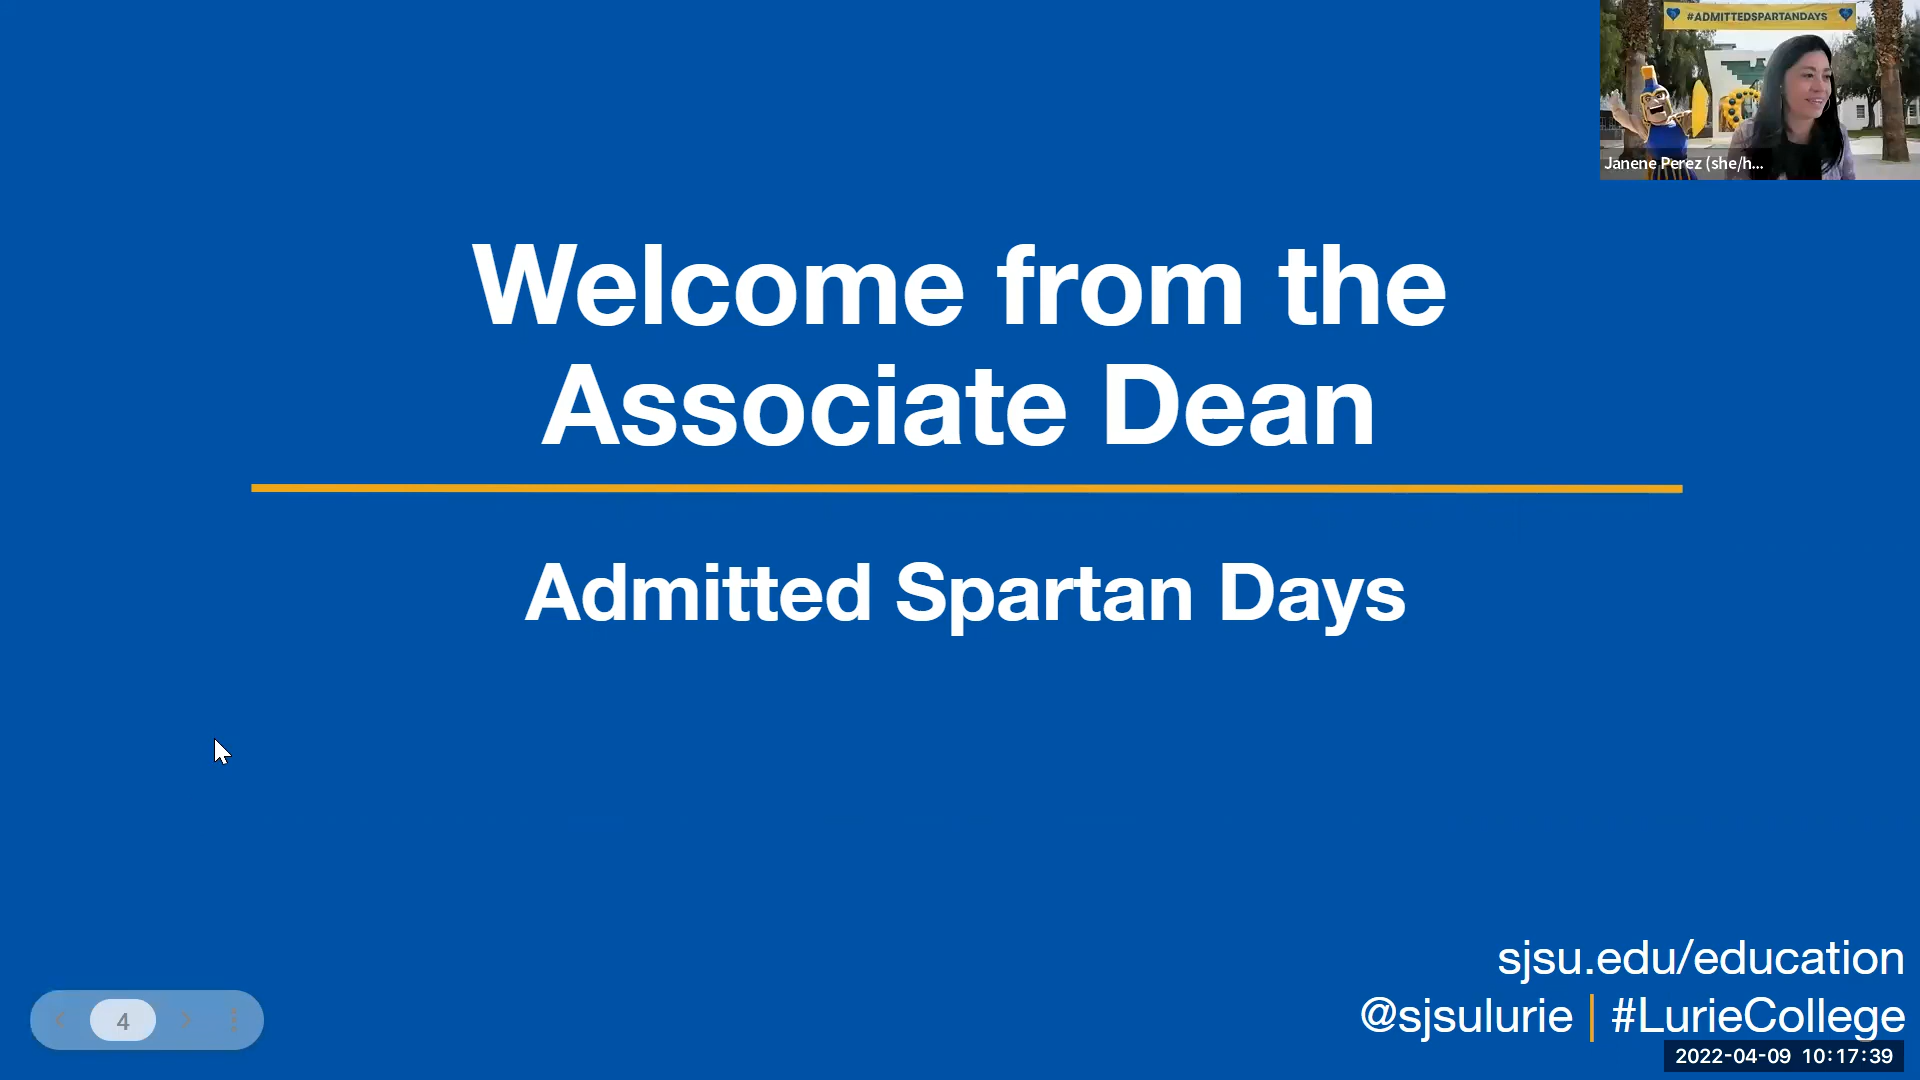 #ADMITTEDSPARTANDAYS
Janene Perez (she/h...
Welcome from the
Associate Dean
Admitted Spartan Days
sjsu.edu/education
@sjsulurie | #LurieCollege
4
2022-04-09 10:17:39